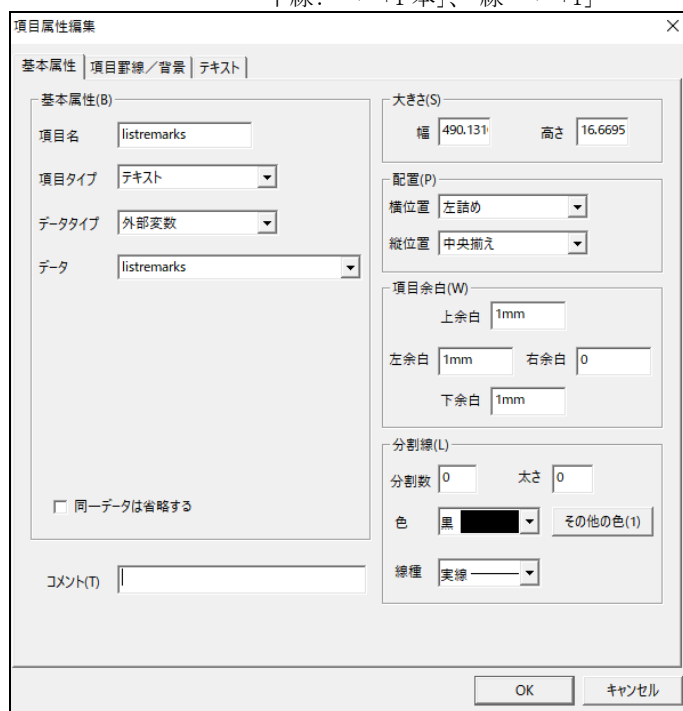 項目属性編集
基本属性 項目罫線／背景 テキスト
基本属性(B)
項目名 listremarks
項目タイプ テキスト
データタイプ 外部変数
データ listremarks
同一データは省略する
コメント(T)
大きさ(S)
幅 490.131 高さ 16.6695
配置(P)
横位置 左詰め
縦位置 中央揃え
項目余白(W)
上余白 1mm
左余白 1mm 右余白 0
下余白 1mm
分割線(L)
分割数 0 太さ 0
色 黒 その他の色(1)
線種 実線
OK キャンセル